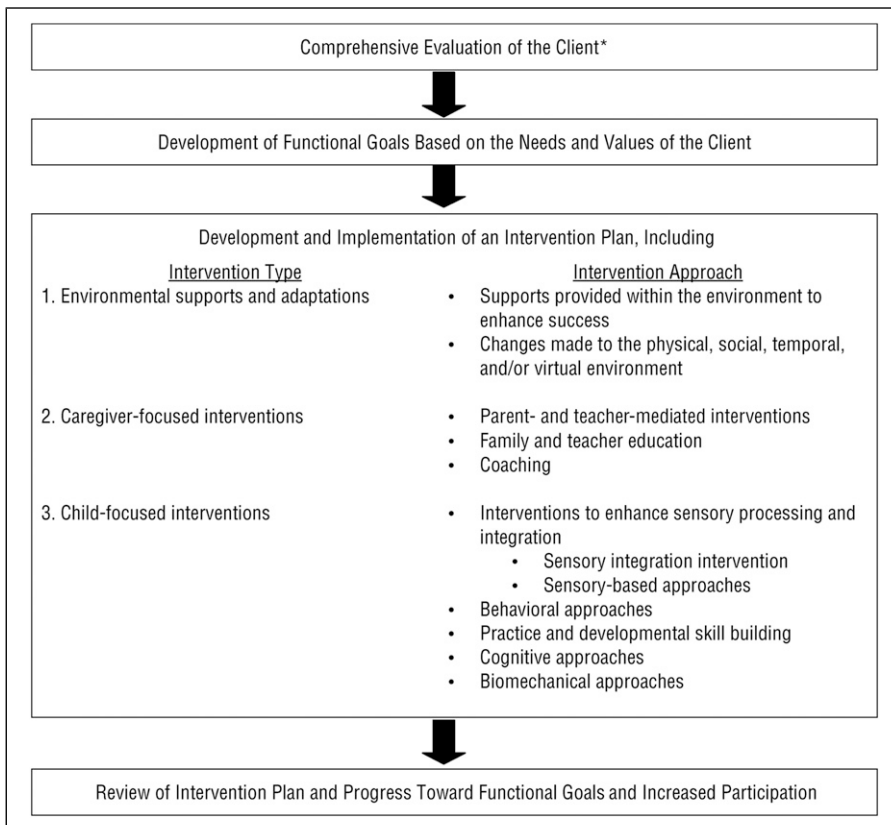 Comprehensive Evaluation of the Client*
Development of Functional Goals Based on the Needs and Values of the Client
Development and Implementation of an Intervention Plan, Including
Intervention Type
Intervention Approach
1. Environmental supports and adaptations
• Supports provided within the environment to
enhance success
• Changes made to the physical, social, temporal,
and/or virtual environment
2. Caregiver-focused interventions
• Parent- and teacher-mediated interventions
• Family and teacher education
• Coaching
3. Child-focused interventions
• Interventions to enhance sensory processing and
integration
• Sensory integration intervention
• Sensory-based approaches
• Behavioral approaches
• Practice and developmental skill building
• Cognitive approaches
• Biomechanical approaches
Review of Intervention Plan and Progress Toward Functional Goals and Increased Participation